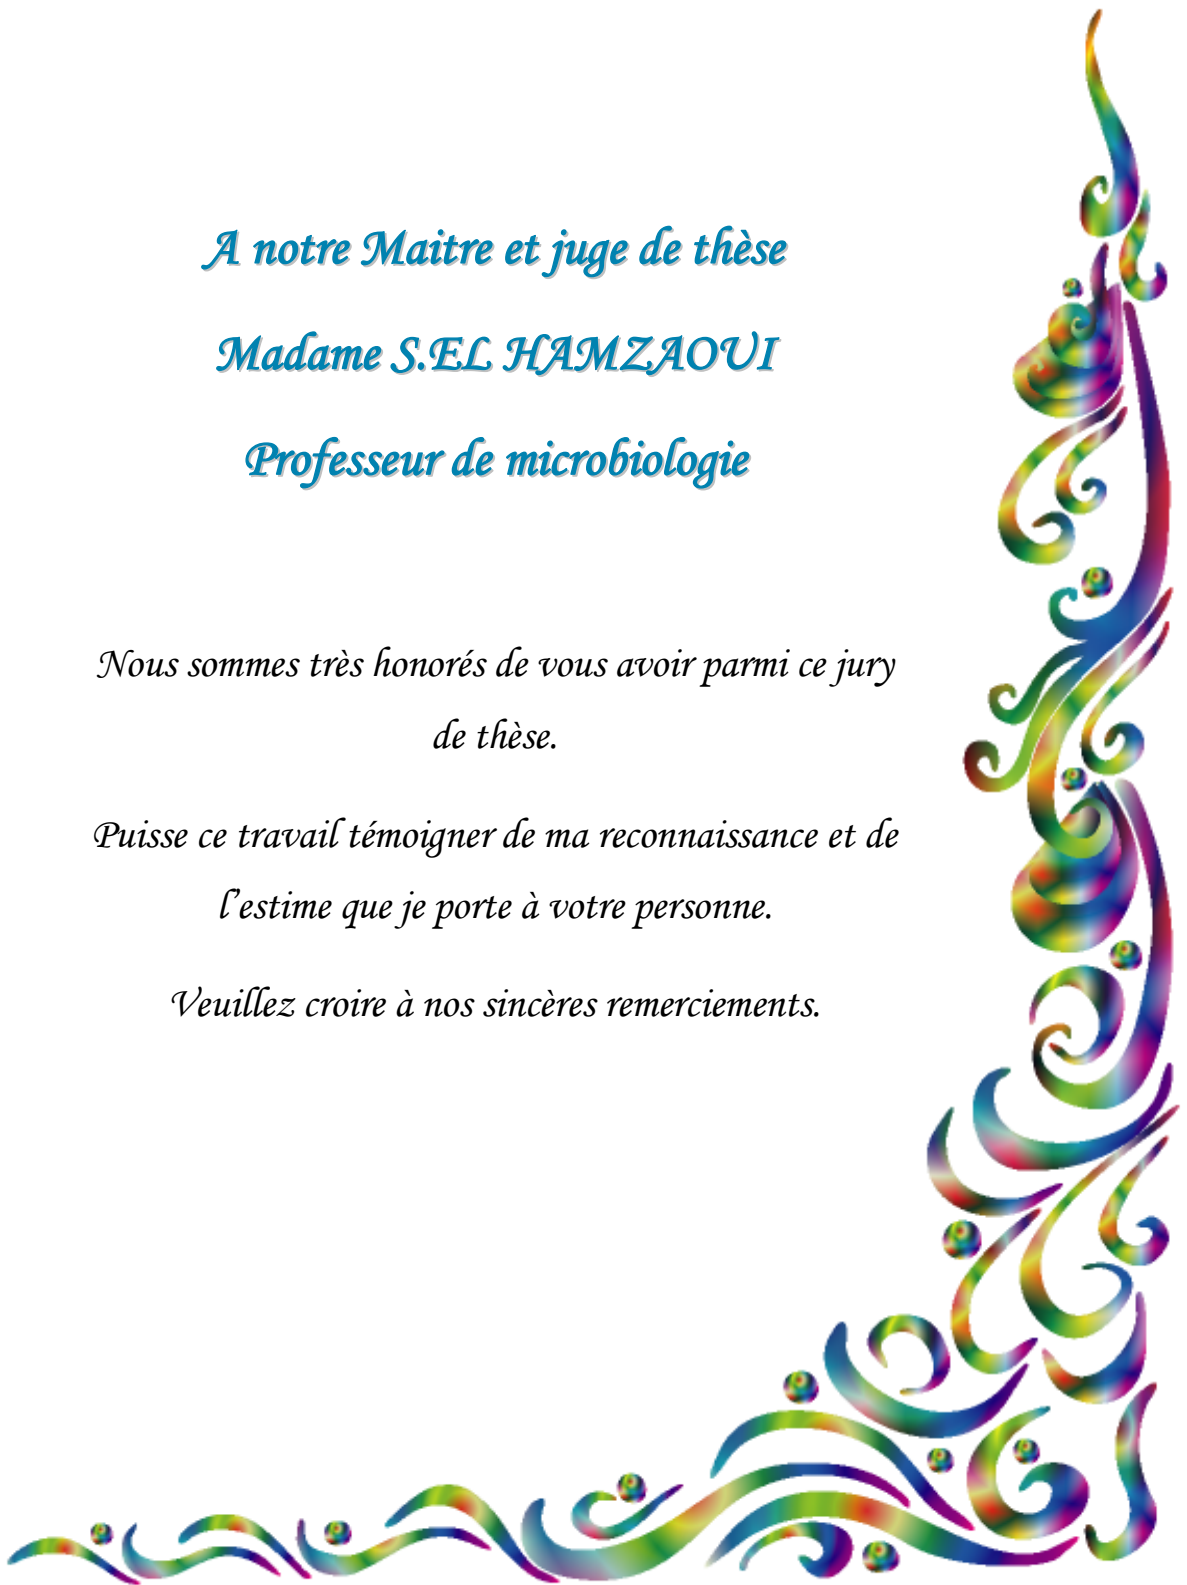 A notre Maitre et juge de thèse
Madame S.EL HAMZAOUI
Professeur de microbiologie
Nous sommes très honorés de vous avoir parmi ce jury
de thèse.
Puisse ce travail témoigner de ma reconnaissance et de
l’estime que je porte à votre personne.
Veuillez croire à nos sincères remerciements.